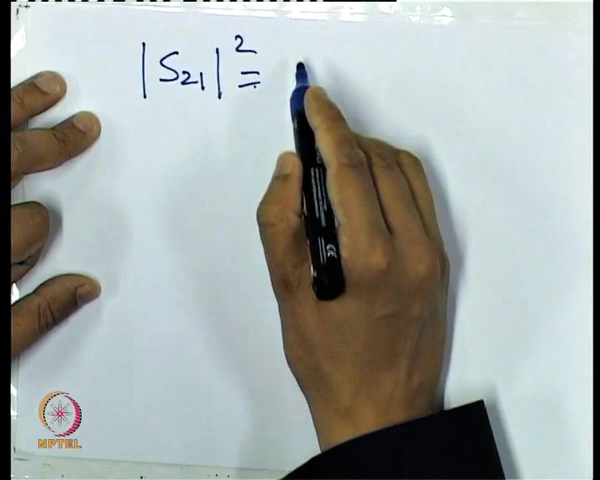 |S₂₁|² =
NPTEL